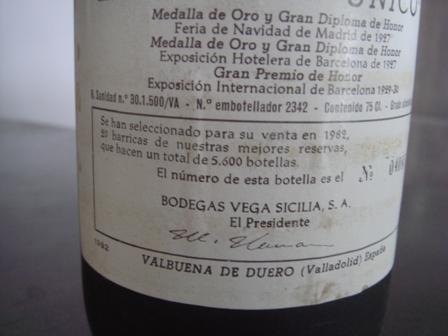 UNICO
Medalla de Oro y Gran Diploma de Honor
Feria de Navidad de Madrid de 1927
Medalla de Oro y Gran Diploma de Honor
Exposición Hotelera de Barcelona de 1927
Gran Premio de Honor
Exposición Internacional de Barcelona 1929-30
R. Sanidad n.º 30.1.500/VA - N.º embotellador 2342 - Contenido 75 Cl. -
Se han seleccionado para su venta en 1982,
20 barricas de nuestras mejores reservas,
que hacen un total de 5.600 botellas.
El número de esta botella es el Nº
BODEGAS VEGA SICILIA, S. A.
El Presidente
1982
VALBUENA DE DUERO (Valladolid) España